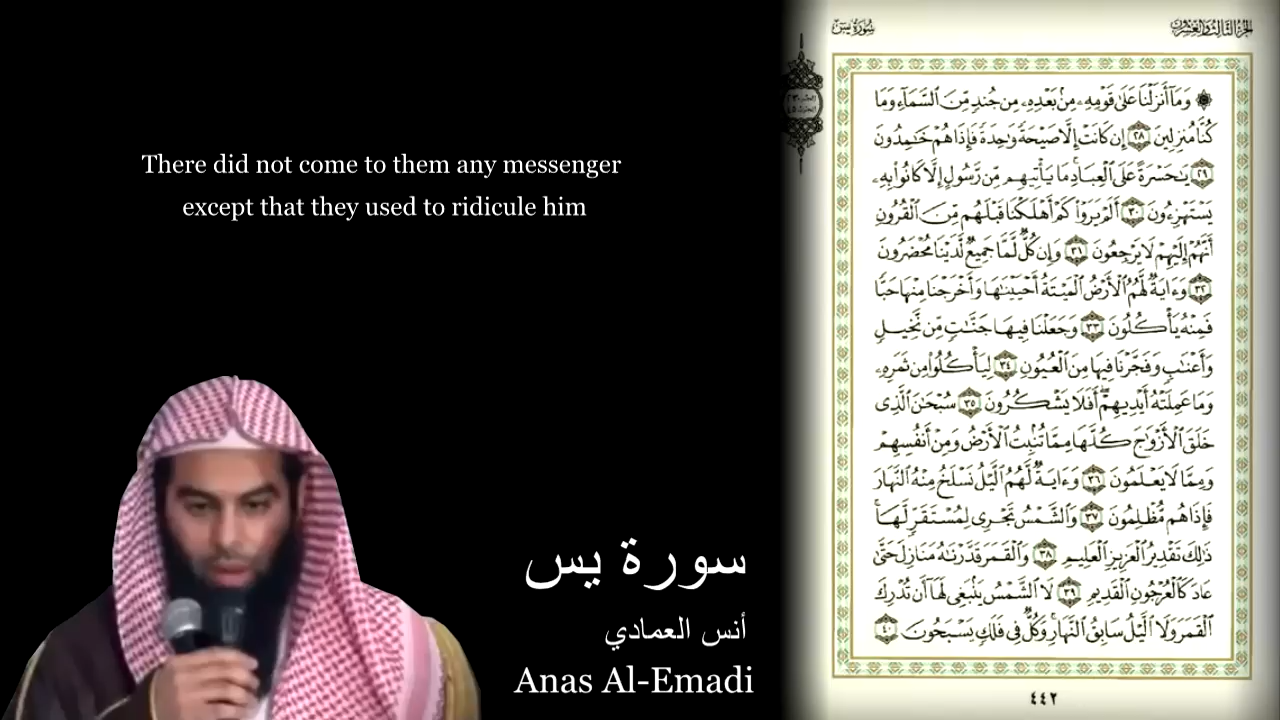 There did not come to them any messenger
except that they used to ridicule him
سورة يس
أنس العمادي
Anas Al-Emadi
سُورَةُ يسٓ
الجزء الثالث والعشرون
۞ وَمَآ أَنزَلْنَا عَلَىٰ قَوْمِهِۦ مِنۢ بَعْدِهِۦ مِن جُندٍ مِّنَ ٱلسَّمَآءِ وَمَا
كُنَّا مُنزِلِينَ ٢٨ إِن كَانَتْ إِلَّا صَيْحَةً وَٰحِدَةً فَإِذَا هُمْ خَٰمِدُونَ
٢٩ يَٰحَسْرَةً عَلَى ٱلْعِبَادِ ۚ مَا يَأْتِيهِم مِّن رَّسُولٍ إِلَّا كَانُوا۟ بِهِۦ
يَسْتَهْزِءُونَ ٣٠ أَلَمْ يَرَوْا۟ كَمْ أَهْلَكْنَا قَبْلَهُم مِّنَ ٱلْقُرُونِ
أَنَّهُمْ إِلَيْهِمْ لَا يَرْجِعُونَ ٣١ وَإِن كُلٌّ لَّمَّا جَمِيعٌ لَّدَيْنَا مُحْضَرُونَ
٣٢ وَءَايَةٌ لَّهُمُ ٱلْأَرْضُ ٱلْمَيْتَةُ أَحْيَيْنَٰهَا وَأَخْرَجْنَا مِنْهَا حَبًّا
فَمِنْهُ يَأْكُلُونَ ٣٣ وَجَعَلْنَا فِيهَا جَنَّٰتٍ مِّن نَّخِيلٍ
وَأَعْنَٰبٍ وَفَجَّرْنَا فِيهَا مِنَ ٱلْعُيُونِ ٣٤ لِيَأْكُلُوا۟ مِن ثَمَرِهِۦ
وَمَا عَمِلَتْهُ أَيْدِيهِمْ ۖ أَفَلَا يَشْكُرُونَ ٣٥ سُبْحَٰنَ ٱلَّذِى
خَلَقَ ٱلْأَزْوَٰجَ كُلَّهَا مِمَّا تُنۢبِتُ ٱلْأَرْضُ وَمِنْ أَنفُسِهِمْ
وَمِمَّا لَا يَعْلَمُونَ ٣٦ وَءَايَةٌ لَّهُمُ ٱلَّيْلُ نَسْلَخُ مِنْهُ ٱلنَّهَارَ
فَإِذَا هُم مُّظْلِمُونَ ٣٧ وَٱلشَّمْسُ تَجْرِى لِمُسْتَقَرٍّ لَّهَا ۚ
ذَٰلِكَ تَقْدِيرُ ٱلْعَزِيزِ ٱلْعَلِيمِ ٣٨ وَٱلْقَمَرَ قَدَّرْنَٰهُ مَنَازِلَ حَتَّىٰ
عَادَ كَٱلْعُرْجُونِ ٱلْقَدِيمِ ٣٩ لَا ٱلشَّمْسُ يَنۢبَغِى لَهَآ أَن تُدْرِكَ
ٱلْقَمَرَ وَلَا ٱلَّيْلُ سَابِقُ ٱلنَّهَارِ ۚ وَكُلٌّ فِى فَلَكٍ يَسْبَحُونَ ٤٠
٤٤٢